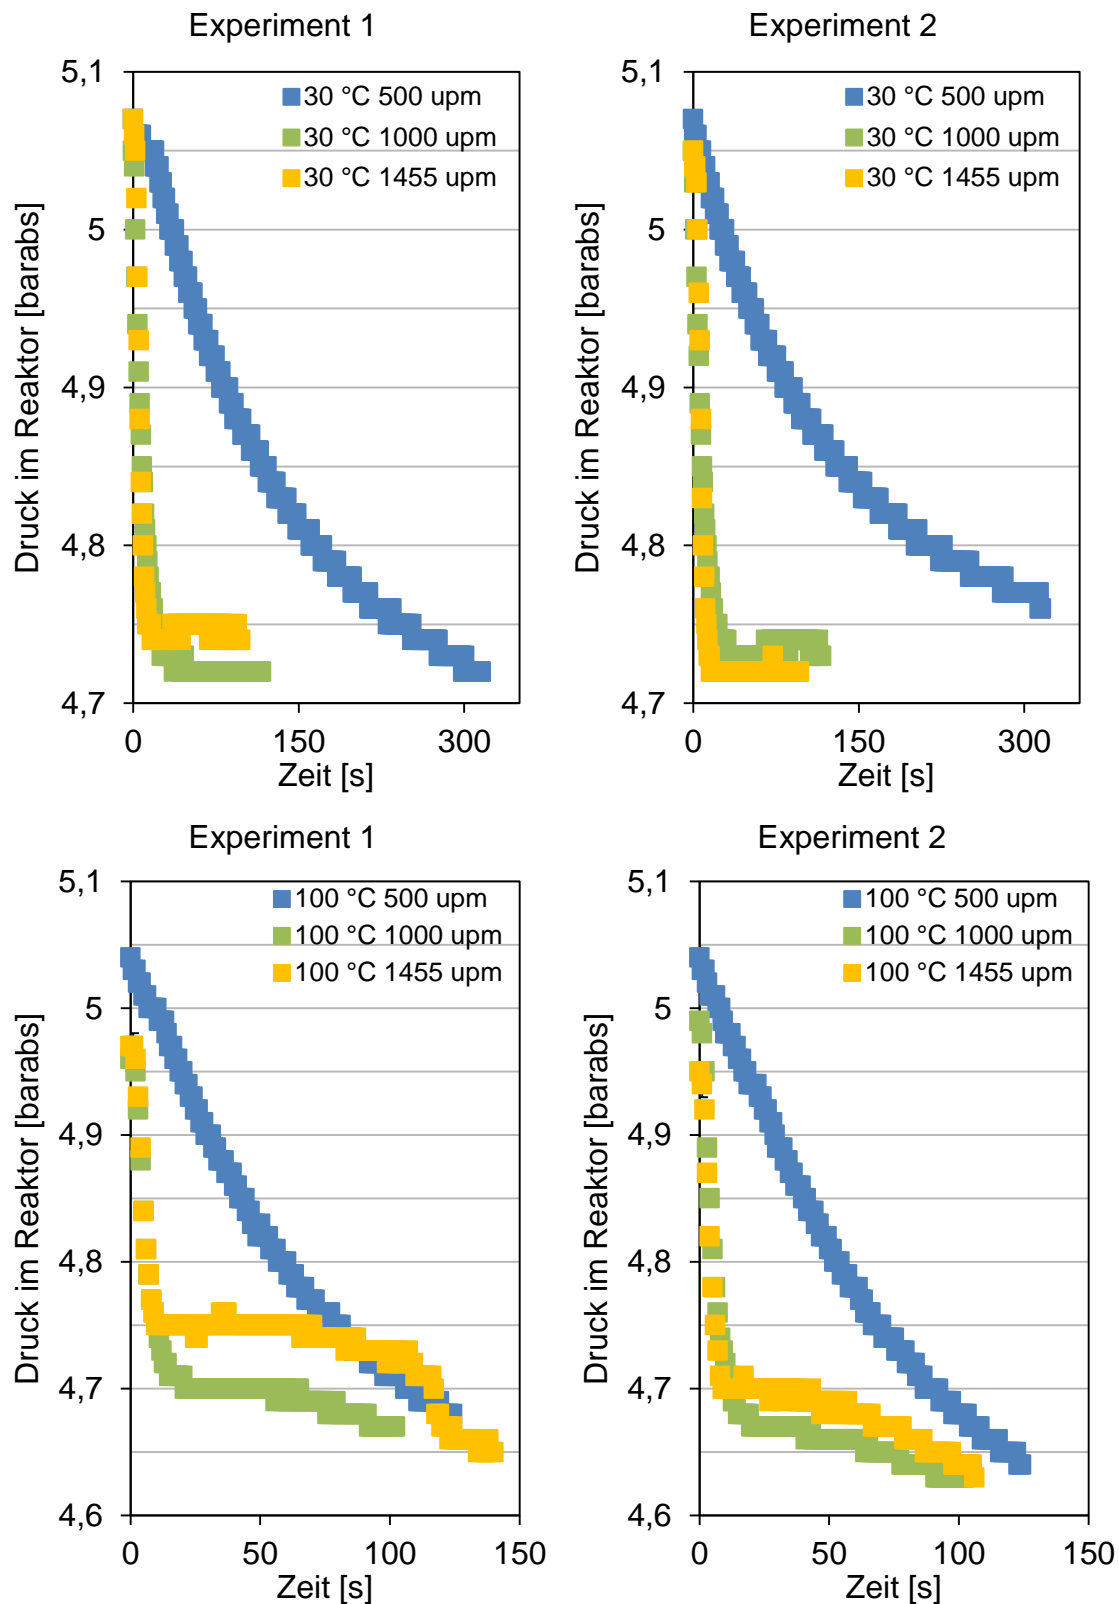 Experiment 1
5,1
5
4,9
4,8
4,7
Druck im Reaktor [barabs]
30 °C 500 upm
30 °C 1000 upm
30 °C 1455 upm
0
150
300
Zeit [s]
Experiment 2
5,1
5
4,9
4,8
4,7
Druck im Reaktor [barabs]
30 °C 500 upm
30 °C 1000 upm
30 °C 1455 upm
0
150
300
Zeit [s]
Experiment 1
5,1
5
4,9
4,8
4,7
4,6
Druck im Reaktor [barabs]
100 °C 500 upm
100 °C 1000 upm
100 °C 1455 upm
0
50
100
150
Zeit [s]
Experiment 2
5,1
5
4,9
4,8
4,7
4,6
Druck im Reaktor [barabs]
100 °C 500 upm
100 °C 1000 upm
100 °C 1455 upm
0
50
100
150
Zeit [s]